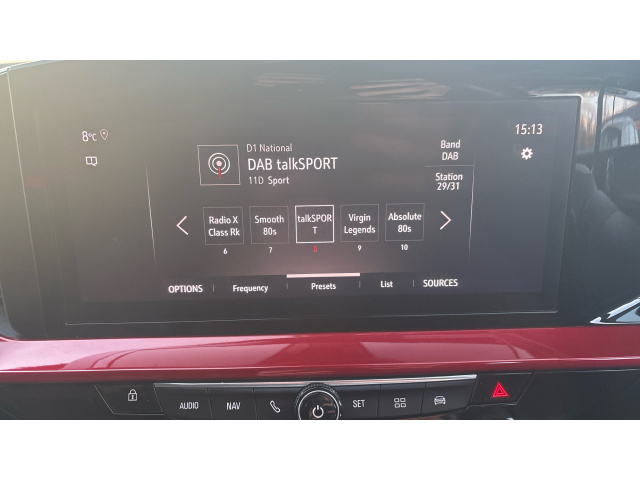 8°C
15:13
D1 National
DAB talkSPORT
11D Sport
Band
DAB
Station
29/31
Radio X
Class Rk
6
Smooth
80s
7
talkSPOR
T
8
Virgin
Legends
9
Absolute
80s
10
OPTIONS
Frequency
Presets
List
SOURCES
AUDIO
NAV
SET